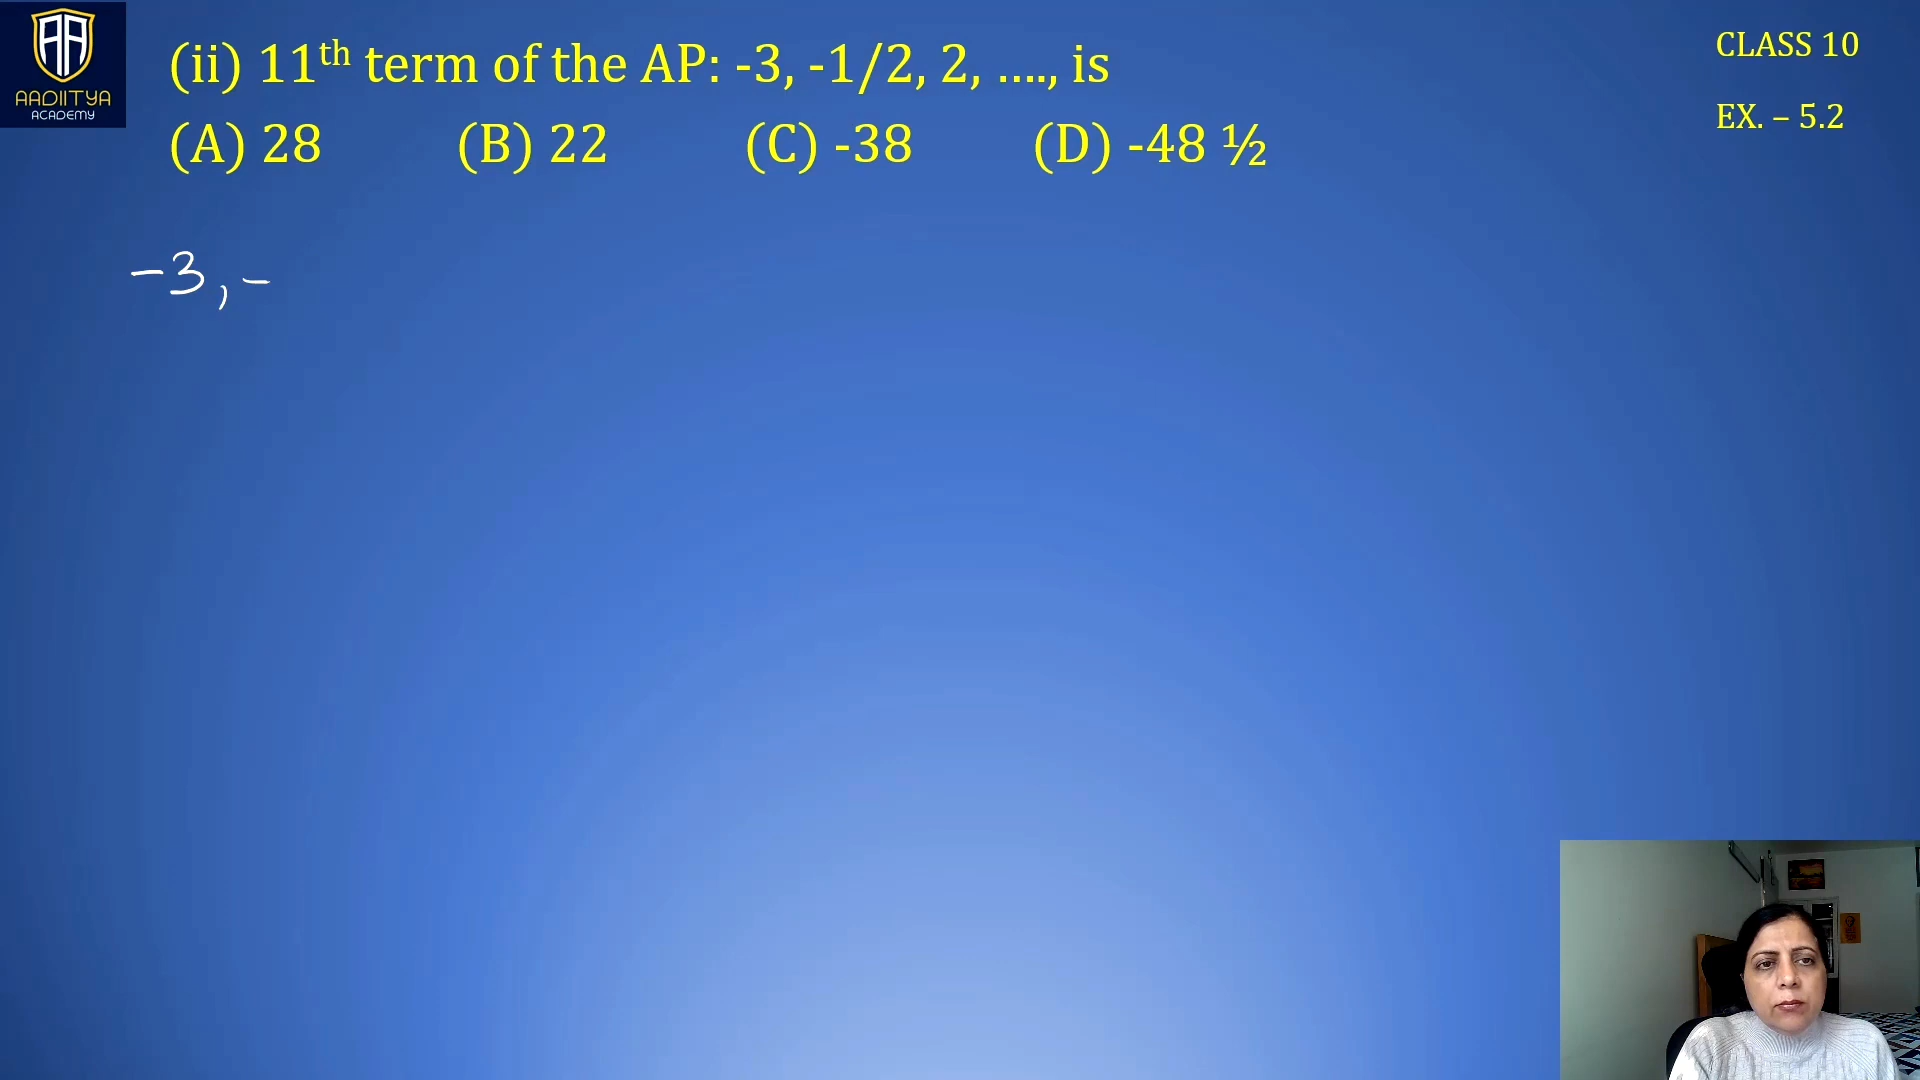 AADIITYA
ACADEMY
(ii) 11th term of the AP: -3, -1/2, 2, …., is
(A) 28 (B) 22 (C) -38 (D) -48 ½
CLASS 10
EX. – 5.2
-3, -